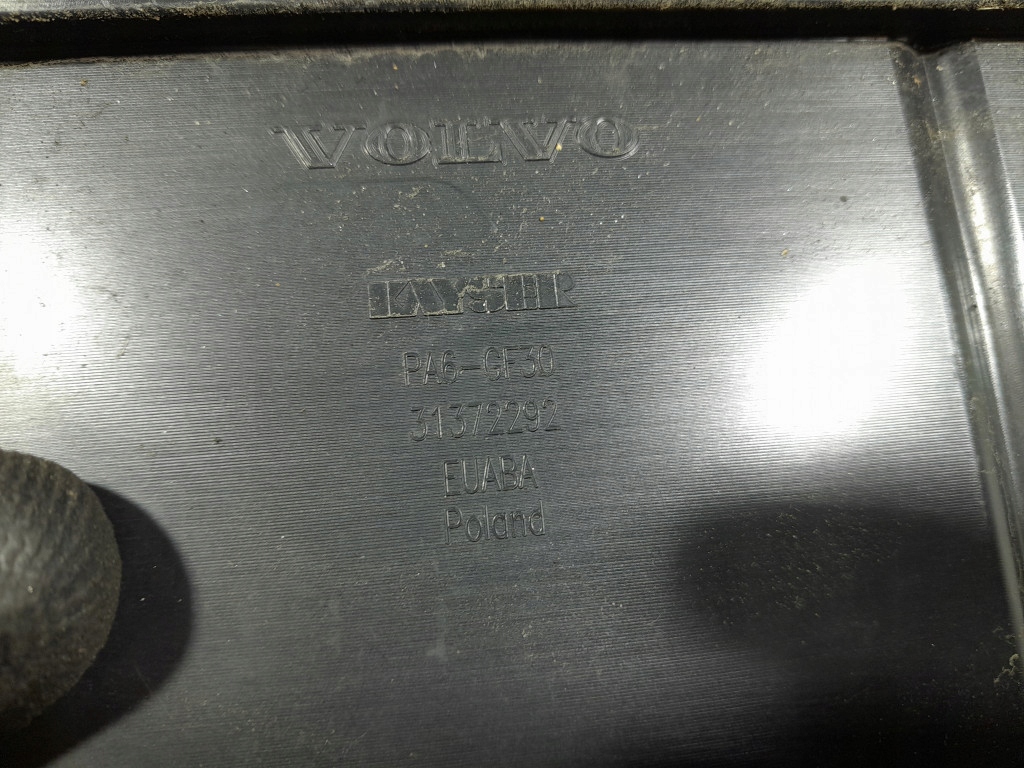 VOLVO
KAYSER
PA6-GF30
31372292
EUABA
Poland